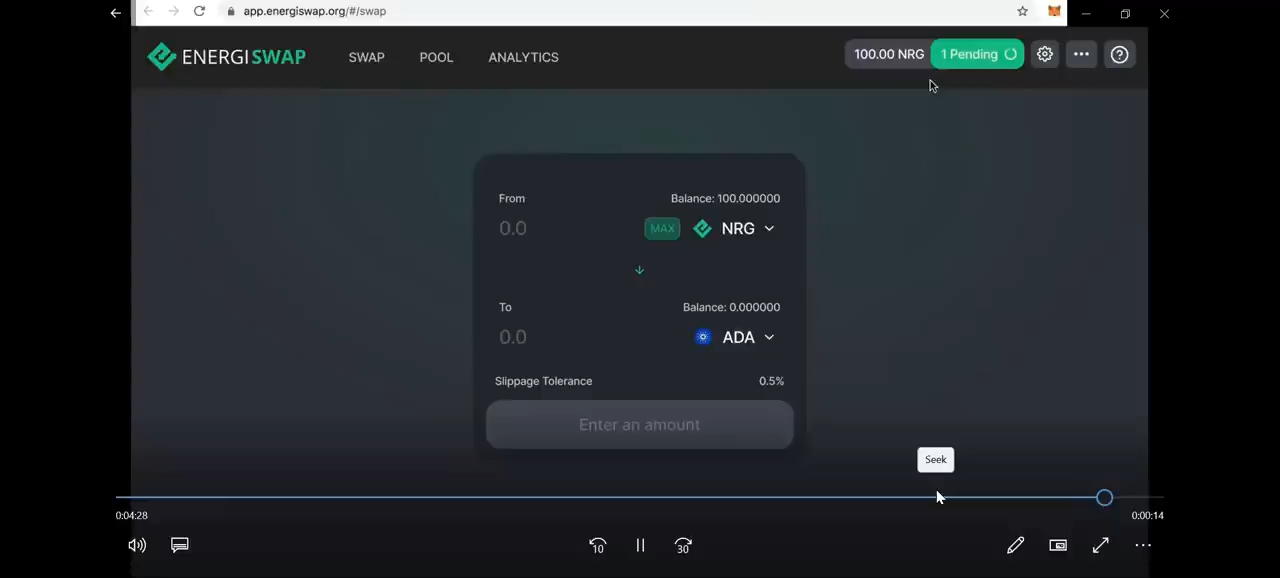 app.energiswap.org/#/swap
ENERGISWAP SWAP POOL ANALYTICS 100.00 NRG 1 Pending
From Balance: 100.000000
0.0 MAX NRG
To Balance: 0.000000
0.0 ADA
Slippage Tolerance 0.5%
Enter an amount
Seek
0:04:28 0:00:14
10 30